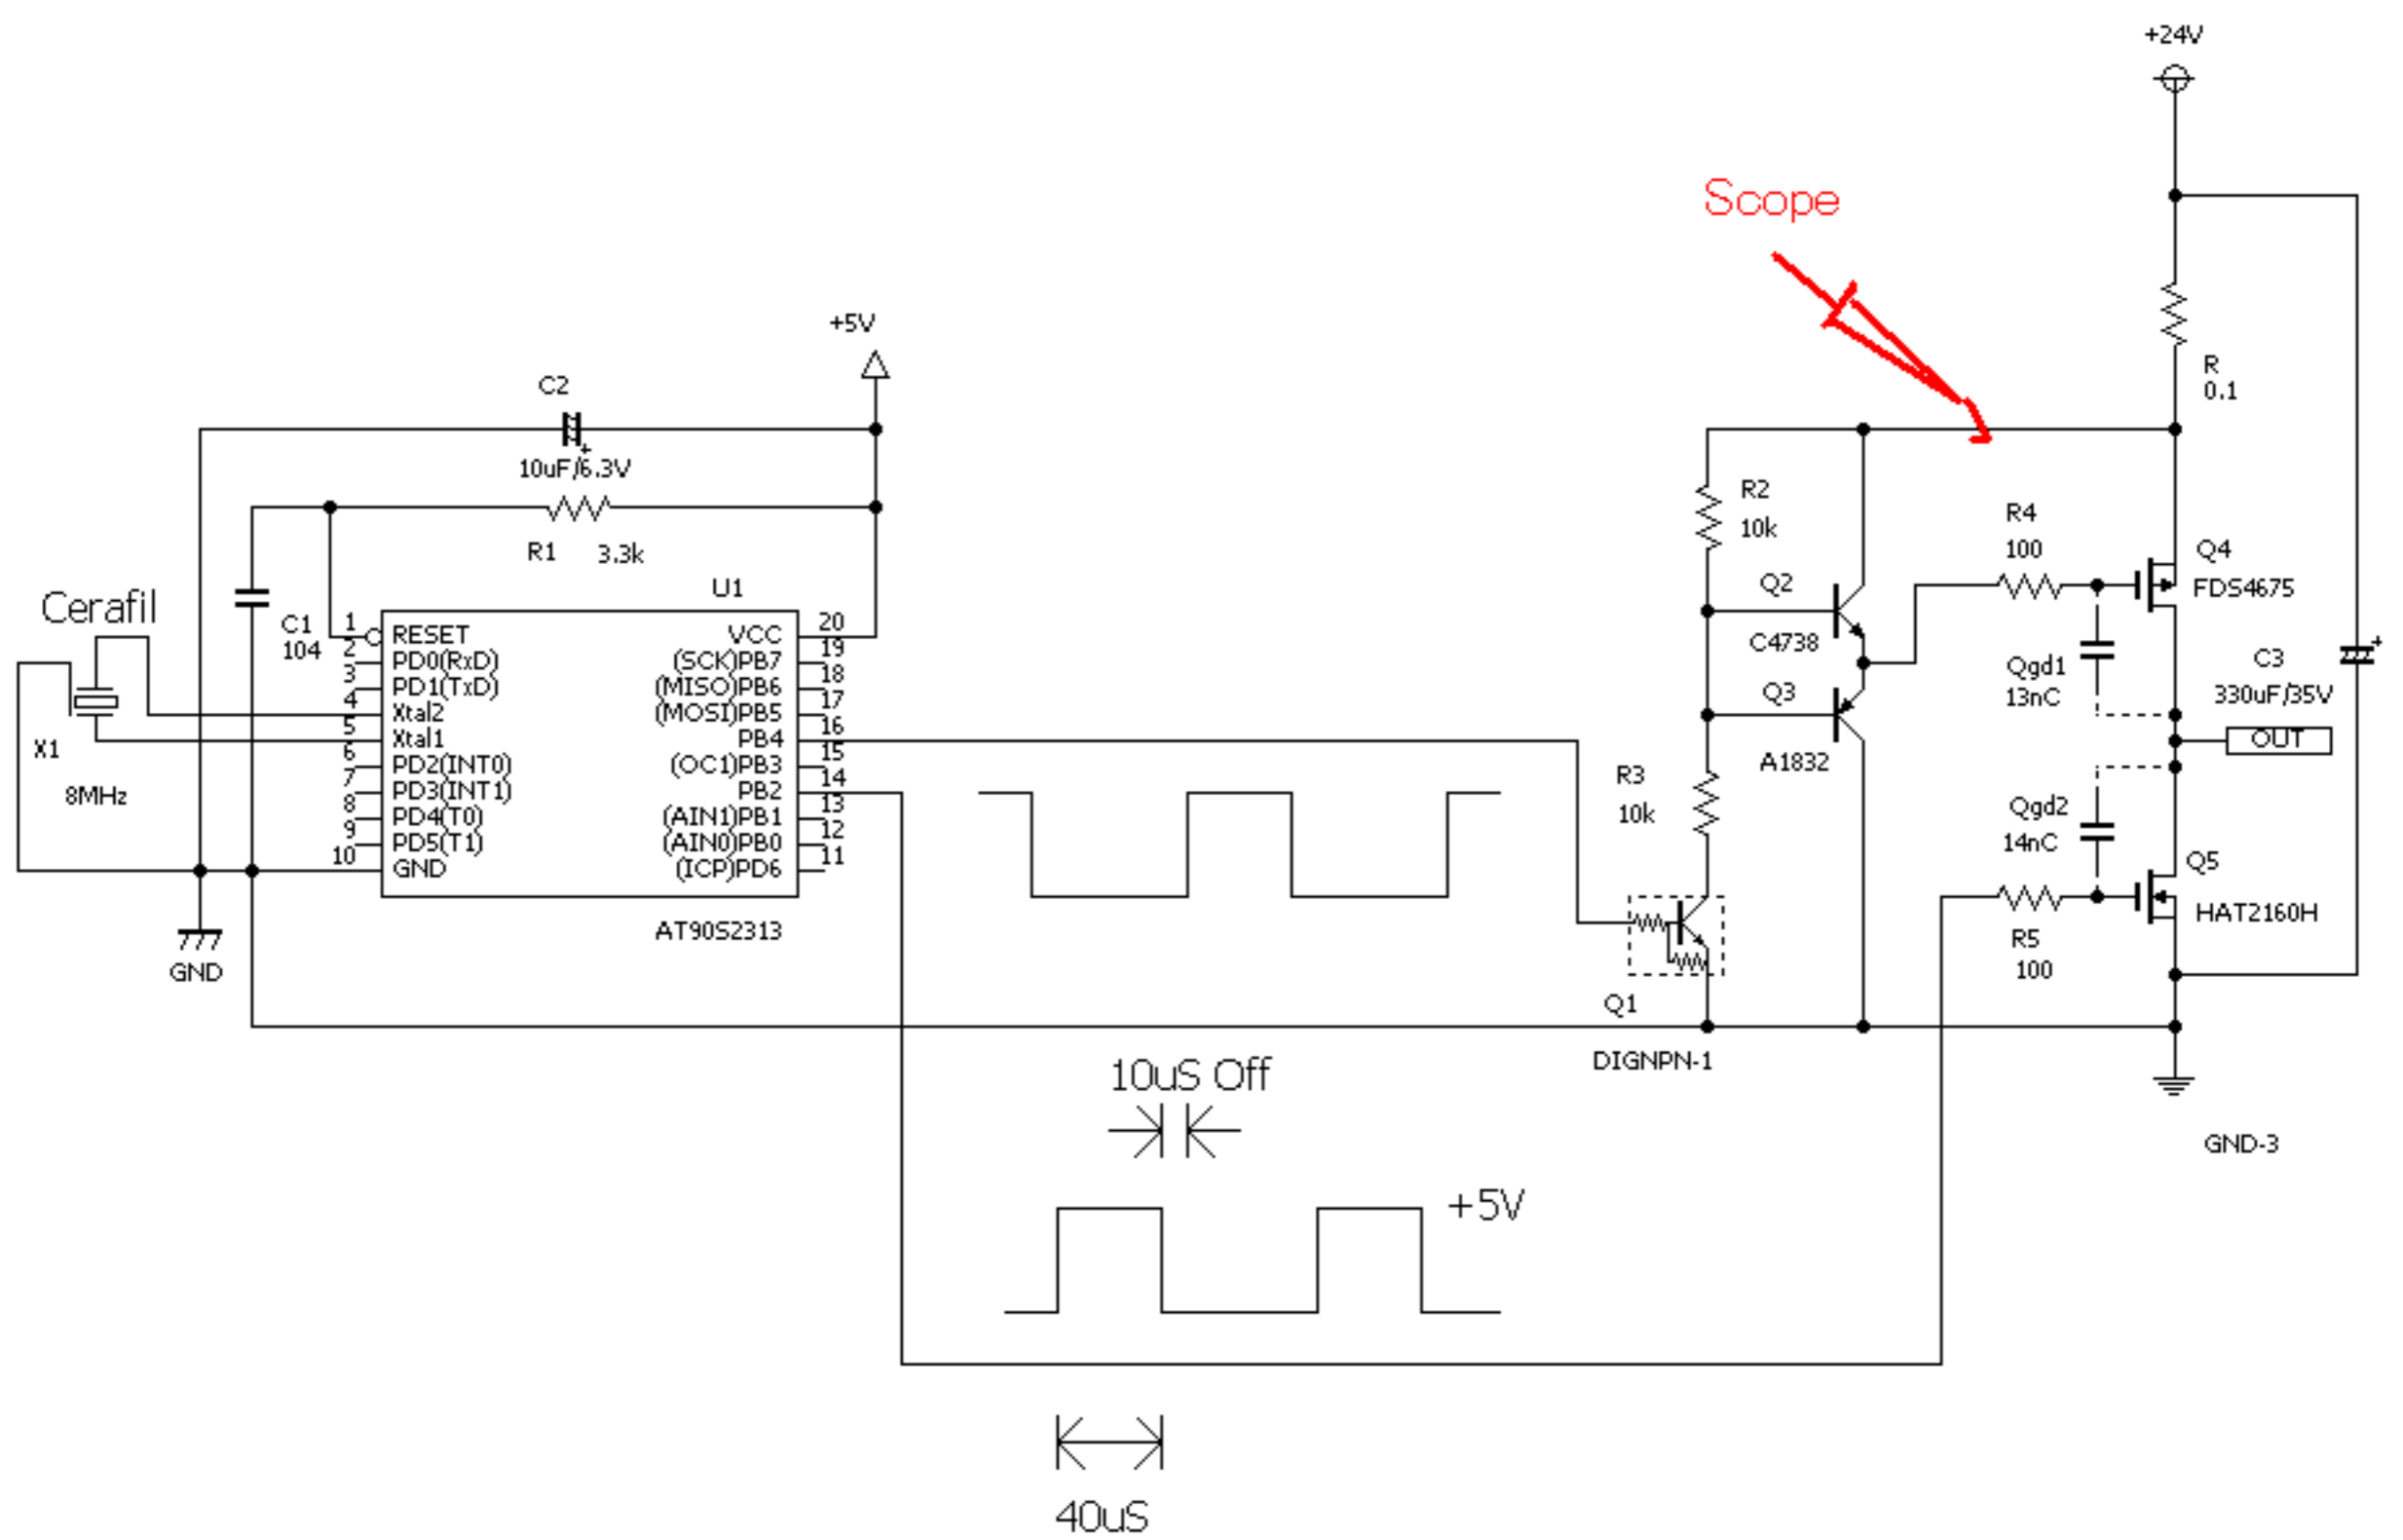 +24V
Scope
+5V
C2
10uF/6.3V
R
0.1
R1 3.3k
R2
10k
R4
100
Q4
FDS4675
Cerafil
U1
C1
104
X1
8MHz
1 RESET
2 PD0(RxD)
3 PD1(TxD)
4 Xtal2
5 Xtal1
6 PD2(INT0)
7 PD3(INT1)
8 PD4(T0)
9 PD5(T1)
10 GND
VCC 20
(SCK)PB7 19
(MISO)PB6 18
(MOSI)PB5 17
PB4 16
(OC1)PB3 15
PB2 14
(AIN1)PB1 13
(AIN0)PB0 12
(ICP)PD6 11
AT90S2313
GND
Q2
C4738
Q3
A1832
Qgd1
13nC
C3
330uF/35V
+
+
OUT
R3
10k
Qgd2
14nC
Q5
HAT2160H
R5
100
Q1
DIGNPN-1
GND-3
10uS Off
+5V
40uS